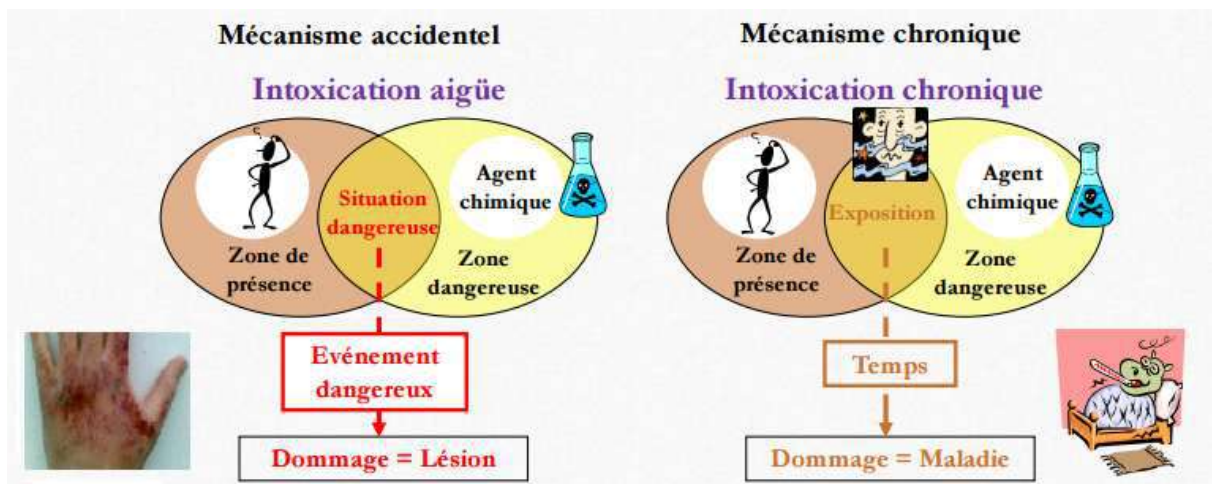 Mécanisme accidentel
Intoxication aigüe
Situation
dangereuse
Agent
chimique
Zone de
présence
Zone
dangereuse
Evénement
dangereux
Dommage = Lésion
Mécanisme chronique
Intoxication chronique
Exposition
Agent
chimique
Zone de
présence
Zone
dangereuse
Temps
Dommage = Maladie